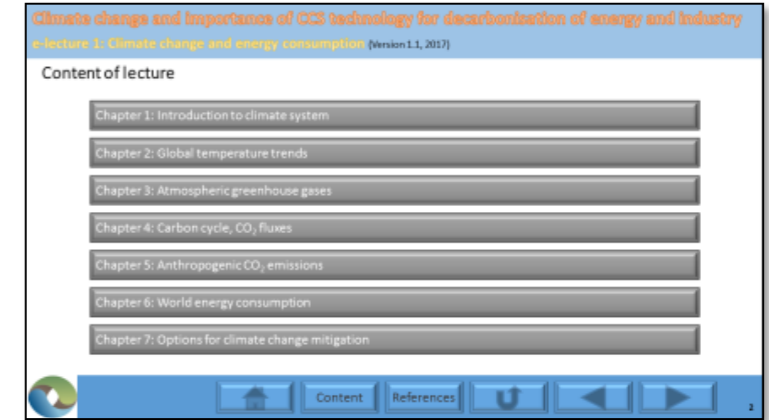 Climate change and importance of CCS technology for decarbonization of energy and industry
e-lecture 1: Climate change and energy consumption (Version 1.1, 2017)
Content of lecture
Chapter 1: Introduction to climate system
Chapter 2: Global temperature trends
Chapter 3: Atmospheric greenhouse gases
Chapter 4: Carbon cycle, CO₂ fluxes
Chapter 5: Anthropogenic CO₂ emissions
Chapter 6: World energy consumption
Chapter 7: Options for climate change mitigation
Content References
2